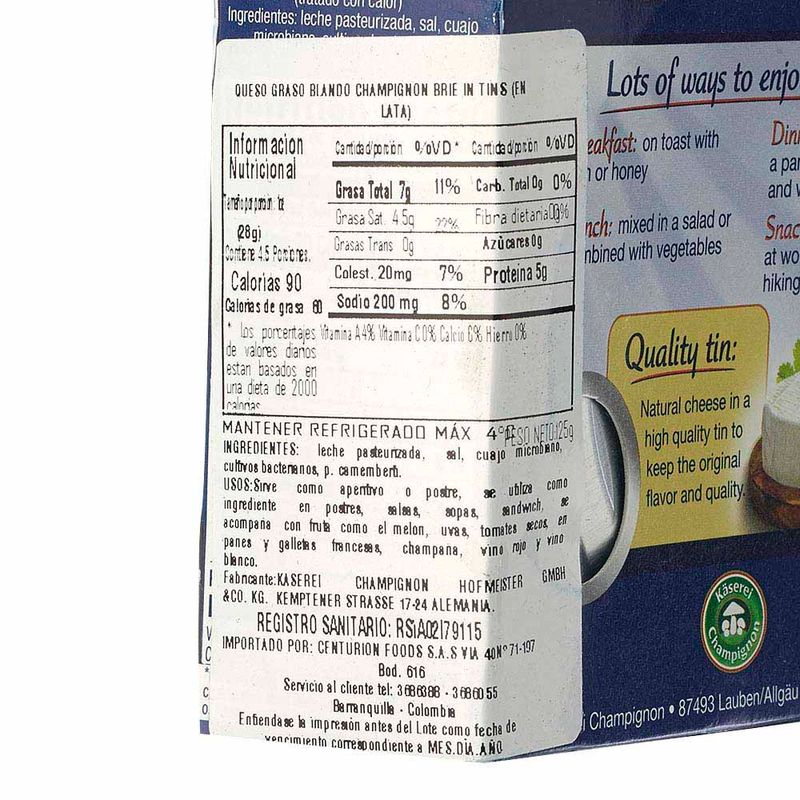 (tratado con calor)
Ingredientes: leche pasteurizada, sal, cuajo
QUESO GRASO BLANDO CHAMPIGNON BRIE IN TINS (EN
LATA)
Informacion
Nutricional
(28g)
Contiene 4.5 Porciones.
Calorias 90
Calorias de grasa 60
Cantidad/porción %VD* Cantidad/porción %VD
Grasa Total 7g 11% Carb. Total 0g 0%
Grasa Sat. 4.5g 22% Fibra dietaria 0g 0%
Grasas Trans 0g Azúcares 0g
Colest. 20mg 7% Proteína 5g
Sodio 200 mg 8%
* Los porcentajes
de valores diarios
estan basados en
una dieta de 2000
calorias
Vitamina A 4% Vitamina C 0% Calcio 6% Hierro 0%
MANTENER REFRIGERADO MÁX 4°C PESO NETO:125g
INGREDIENTES: leche pasteurizada, sal, cuajo microbiano,
cultivos bacterianos, p. camemberti.
USOS:Sirve como aperitivo o postre, se utiliza como
ingrediente en postres, salsas, sopas, sandwich, se
acompaña con fruta como el melon, uvas, tomates secos, en
panes y galletas francesas, champaña, vino rojo y vino
blanco.
Fabricante:KASEREI CHAMPIGNON HOFMEISTER GMBH
&CO. KG. KEMPTENER STRASSE 17-24 ALEMANIA.
REGISTRO SANITARIO: RSiA02I79115
IMPORTADO POR: CENTURION FOODS S.A.S VIA 40N°71-197
Bod. 616
Servicio al cliente tel: 3686388 - 3686055
Barranquilla - Colombia
Entiendase la impresión antes del Lote como fecha de
vencimiento correspondiente a MES.DÍA.AÑO
Lots of ways to enjo
eakfast: on toast with
or honey
nch: mixed in a salad or
nbined with vegetables
Dinn
a pa
and
Snac
at wo
hiking
Quality tin:
Natural cheese in a
high quality tin to
keep the original
flavor and quality.
Käserei
Champignon
i Champignon • 87493 Lauben/Allgäu